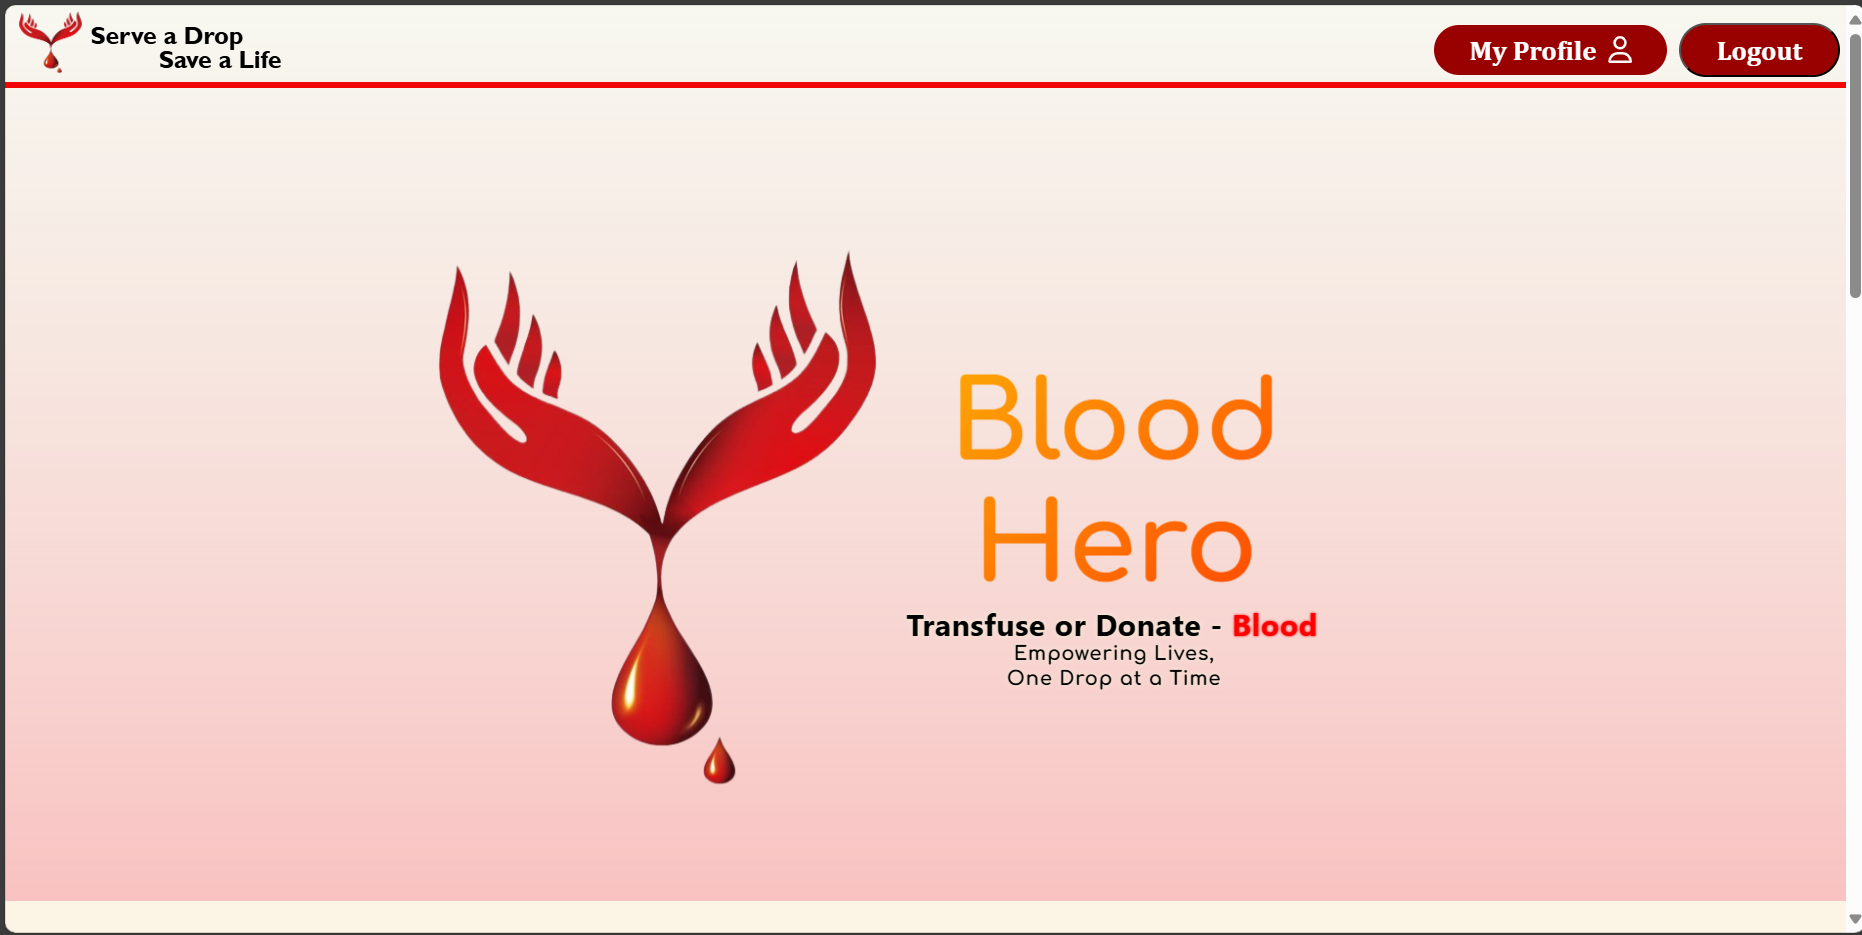 Serve a Drop
Save a Life
My Profile
Logout
Blood
Hero
Transfuse or Donate - Blood
Empowering Lives,
One Drop at a Time